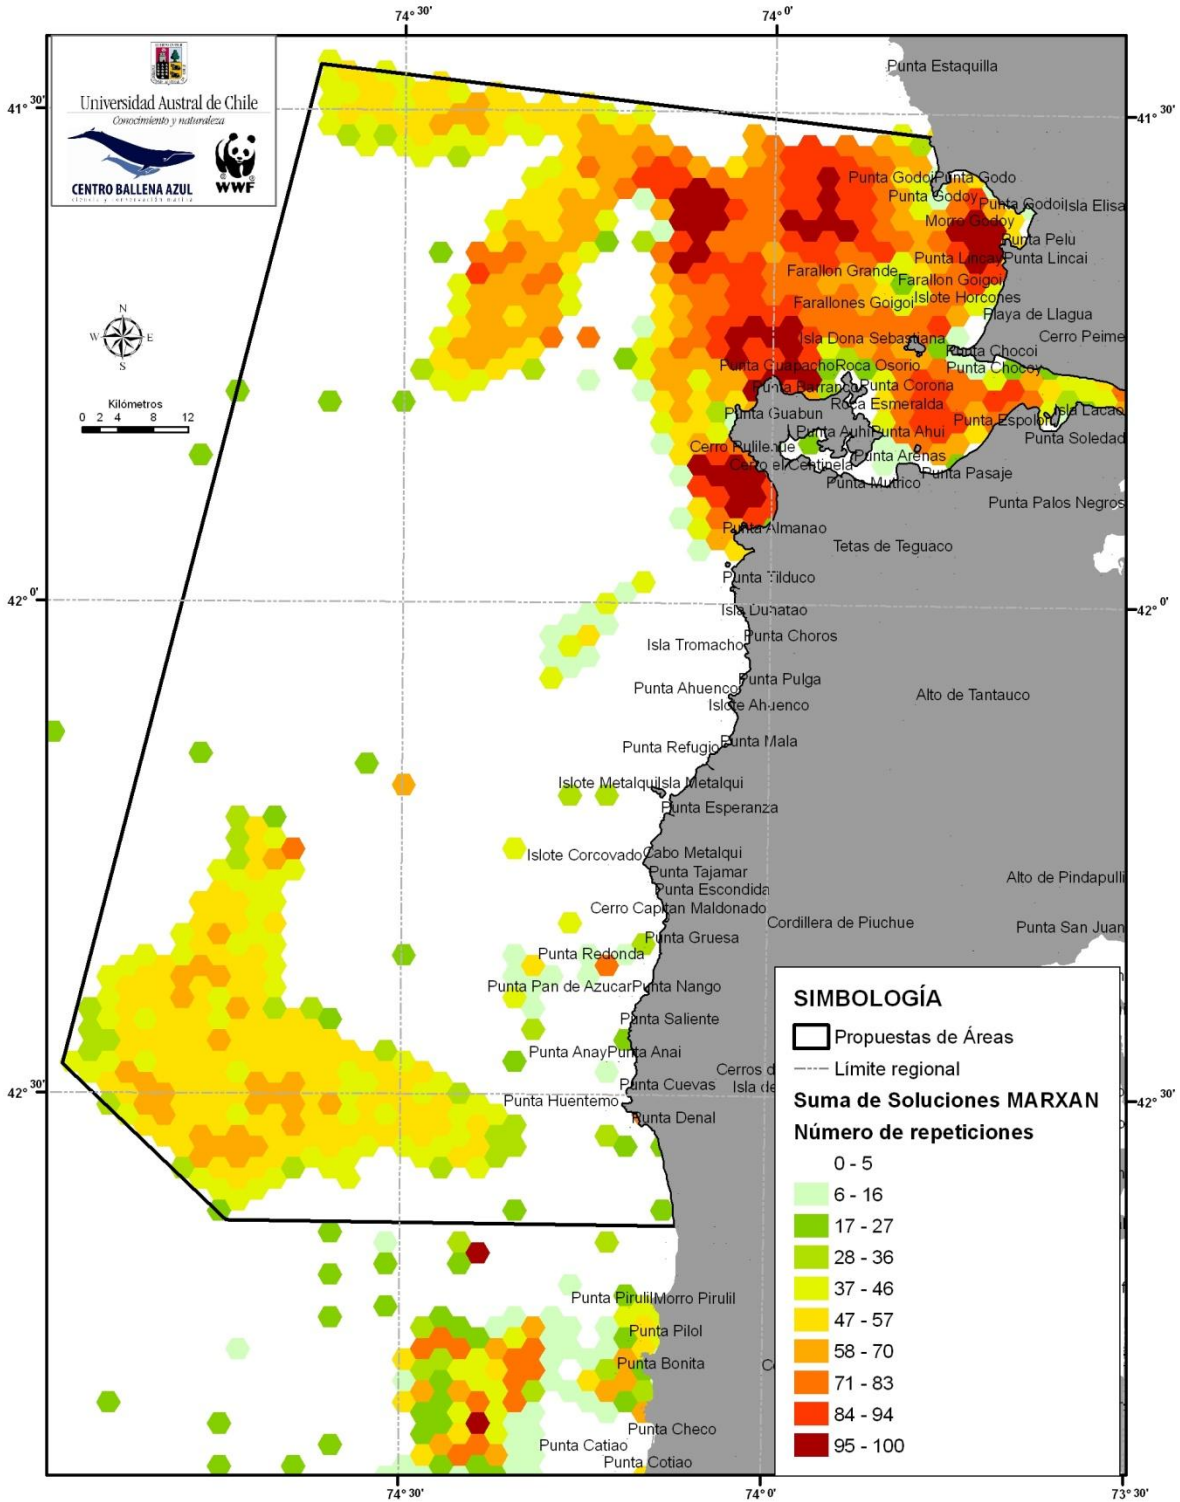 74° 30'
74° 0'
Universidad Austral de Chile
Conocimiento y naturaleza
CENTRO BALLENA AZUL
ciencia y conservación marina
WWF
Punta Estaquilla
41° 30'
41° 30'
Punta Godoi
Punta Godo
Punta Godoy
Punta Godoi
Isla Elisa
Morro Godoy
Punta Pelu
Punta Lincay
Punta Lincai
Farallon Grande
Farallon Goigoi
Farallones Goigoi
Islote Horcones
Playa de Llagua
N
W
E
S
Isla Dona Sebastiana
Cerro Peime
Punta Chocoi
Punta Guapacho
Roca Osorio
Punta Chocoy
Punta Barranco
Punta Corona
Kilómetros
0 2 4 8 12
Punta Guabun
Roca Esmeralda
Isla Lacao
Punta Espolon
Punta Auhi
Punta Ahui
Punta Soledad
Cerro Pulilehue
Punta Arenas
Cerro el Centinela
Punta Pasaje
Punta Mutrico
Punta Palos Negros
Punta Almanao
Tetas de Teguaco
Punta Tilduco
42° 0'
42° 0'
Isla Dunatao
Punta Choros
Isla Tromacho
Punta Pulga
Punta Ahuenco
Alto de Tantauco
Islote Ahuenco
Punta Refugio
Punta Mala
Islote Metalqui
Isla Metalqui
Punta Esperanza
Islote Corcovado
Cabo Metalqui
Punta Tajamar
Alto de Pindapulli
Punta Escondida
Cerro Capitan Maldonado
Cordillera de Piuchue
Punta San Juan
Punta Gruesa
Punta Redonda
Punta Pan de Azucar
Punta Nango
Punta Saliente
Punta Anay
Punta Anai
Cerros d
Punta Cuevas
Isla de
42° 30'
42° 30'
Punta Huentemo
Punta Denal
SIMBOLOGÍA
Propuestas de Áreas
Límite regional
Suma de Soluciones MARXAN
Número de repeticiones
0 - 5
6 - 16
17 - 27
28 - 36
37 - 46
47 - 57
58 - 70
71 - 83
84 - 94
95 - 100
Punta Pirulil
Morro Pirulil
Punta Pilol
Punta Bonita
Punta Checo
Punta Catiao
Punta Cotiao
74° 30'
74° 0'
73° 30'